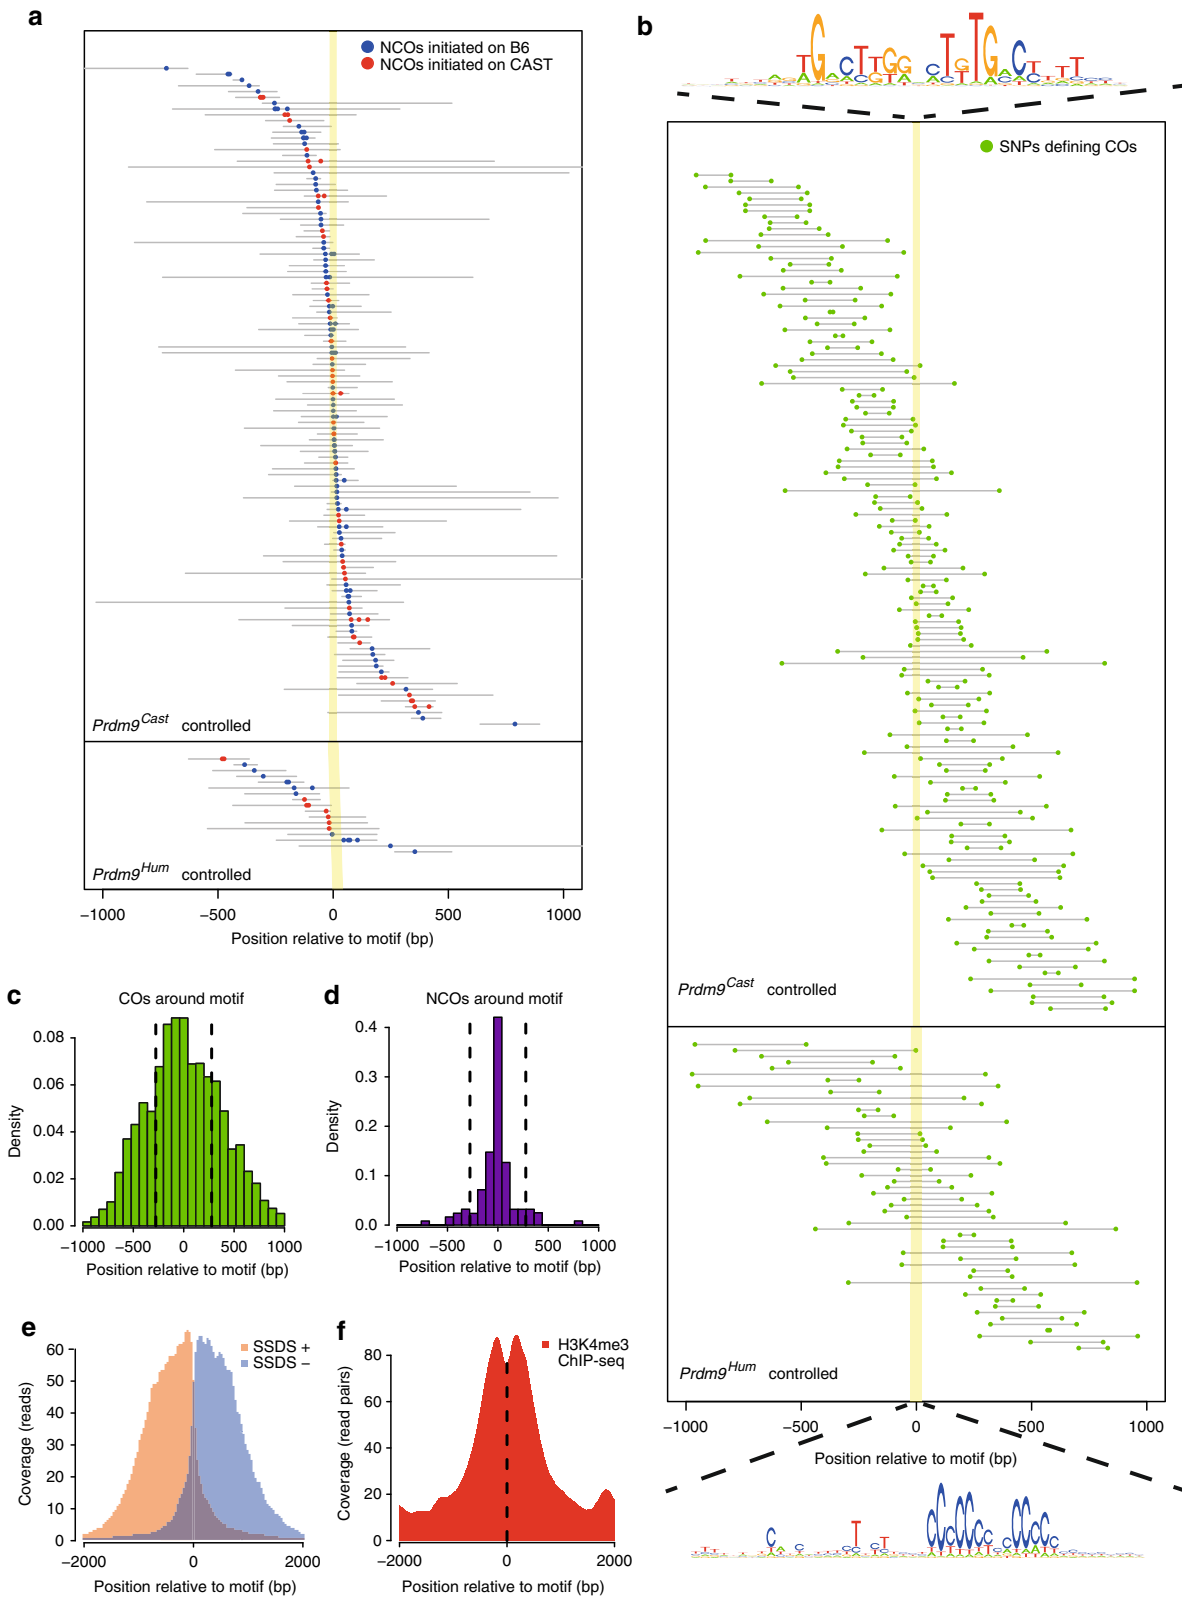 a
NCOs initiated on B6
NCOs initiated on CAST
Prdm9Cast controlled
Prdm9Hum controlled
−1000 −500 0 500 1000
Position relative to motif (bp)
b
SNPs defining COs
Prdm9Cast controlled
Prdm9Hum controlled
−1000 −500 0 500 1000
Position relative to motif (bp)
c
COs around motif
Density
0.08
0.06
0.04
0.02
0.00
−1000 −500 0 500 1000
Position relative to motif (bp)
d
NCOs around motif
Density
0.4
0.3
0.2
0.1
0.0
−1000 −500 0 500 1000
Position relative to motif (bp)
e
SSDS +
SSDS −
Coverage (reads)
60
50
40
30
20
10
0
−2000 0 2000
Position relative to motif (bp)
f
H3K4me3
ChIP-seq
Coverage (read pairs)
80
60
40
20
0
−2000 0 2000
Position relative to motif (bp)